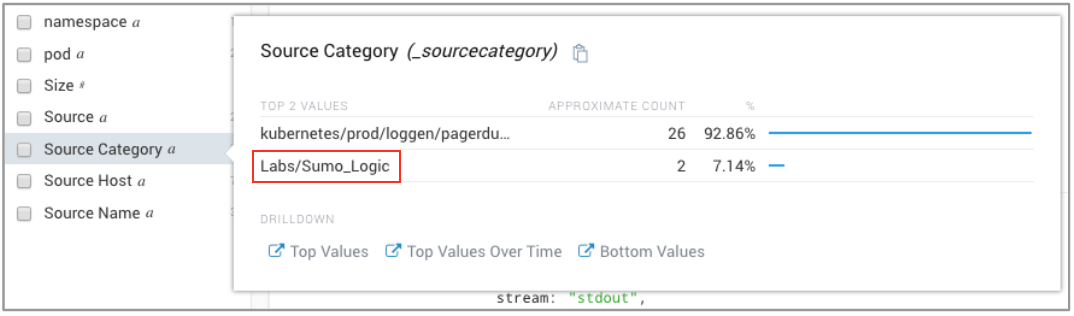 namespace a
pod a
Size #
Source a
Source Category a
Source Host a
Source Name a
Source Category (_sourcecategory)
TOP 2 VALUES APPROXIMATE COUNT %
kubernetes/prod/loggen/pagerdu... 26 92.86%
Labs/Sumo_Logic 2 7.14%
DRILLDOWN
Top Values Top Values Over Time Bottom Values
stream: "stdout",